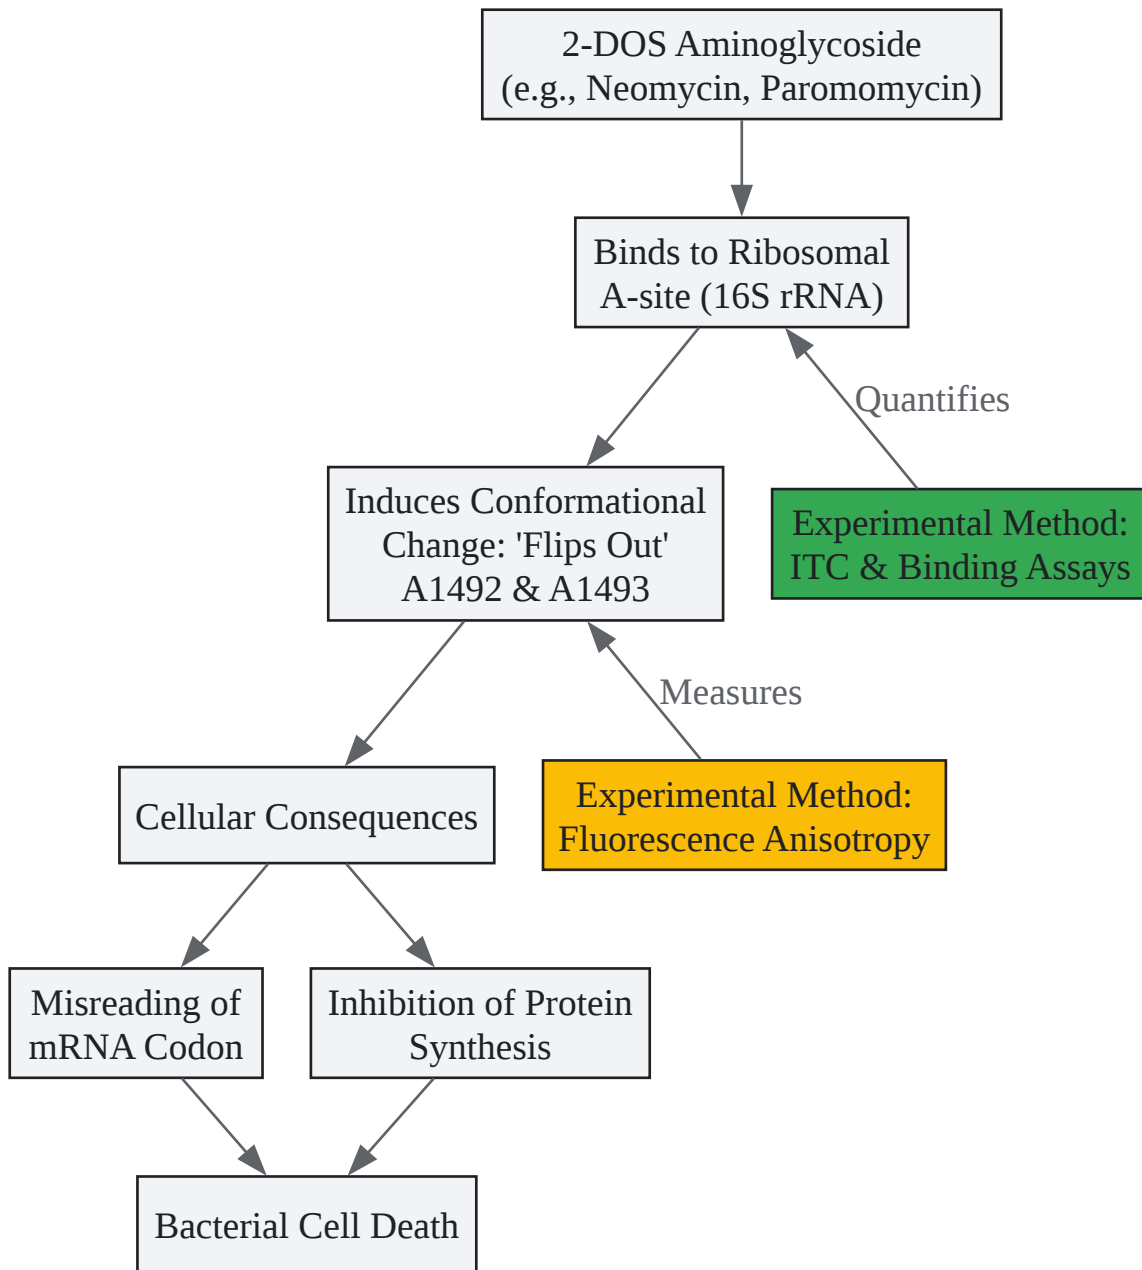 2-DOS Aminoglycoside
(e.g., Neomycin, Paromomycin)
Binds to Ribosomal
A-site (16S rRNA)
Quantifies
Induces Conformational
Change: 'Flips Out'
A1492 & A1493
Experimental Method:
ITC & Binding Assays
Measures
Cellular Consequences
Experimental Method:
Fluorescence Anisotropy
Misreading of
mRNA Codon
Inhibition of Protein
Synthesis
Bacterial Cell Death